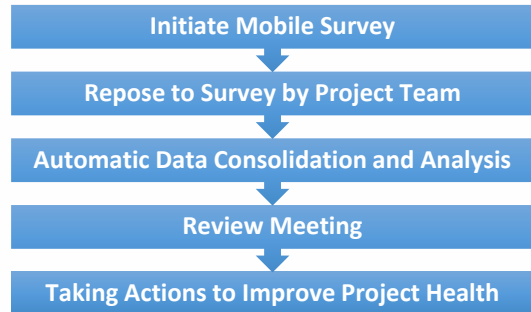 Initiate Mobile Survey
Repose to Survey by Project Team
Automatic Data Consolidation and Analysis
Review Meeting
Taking Actions to Improve Project Health